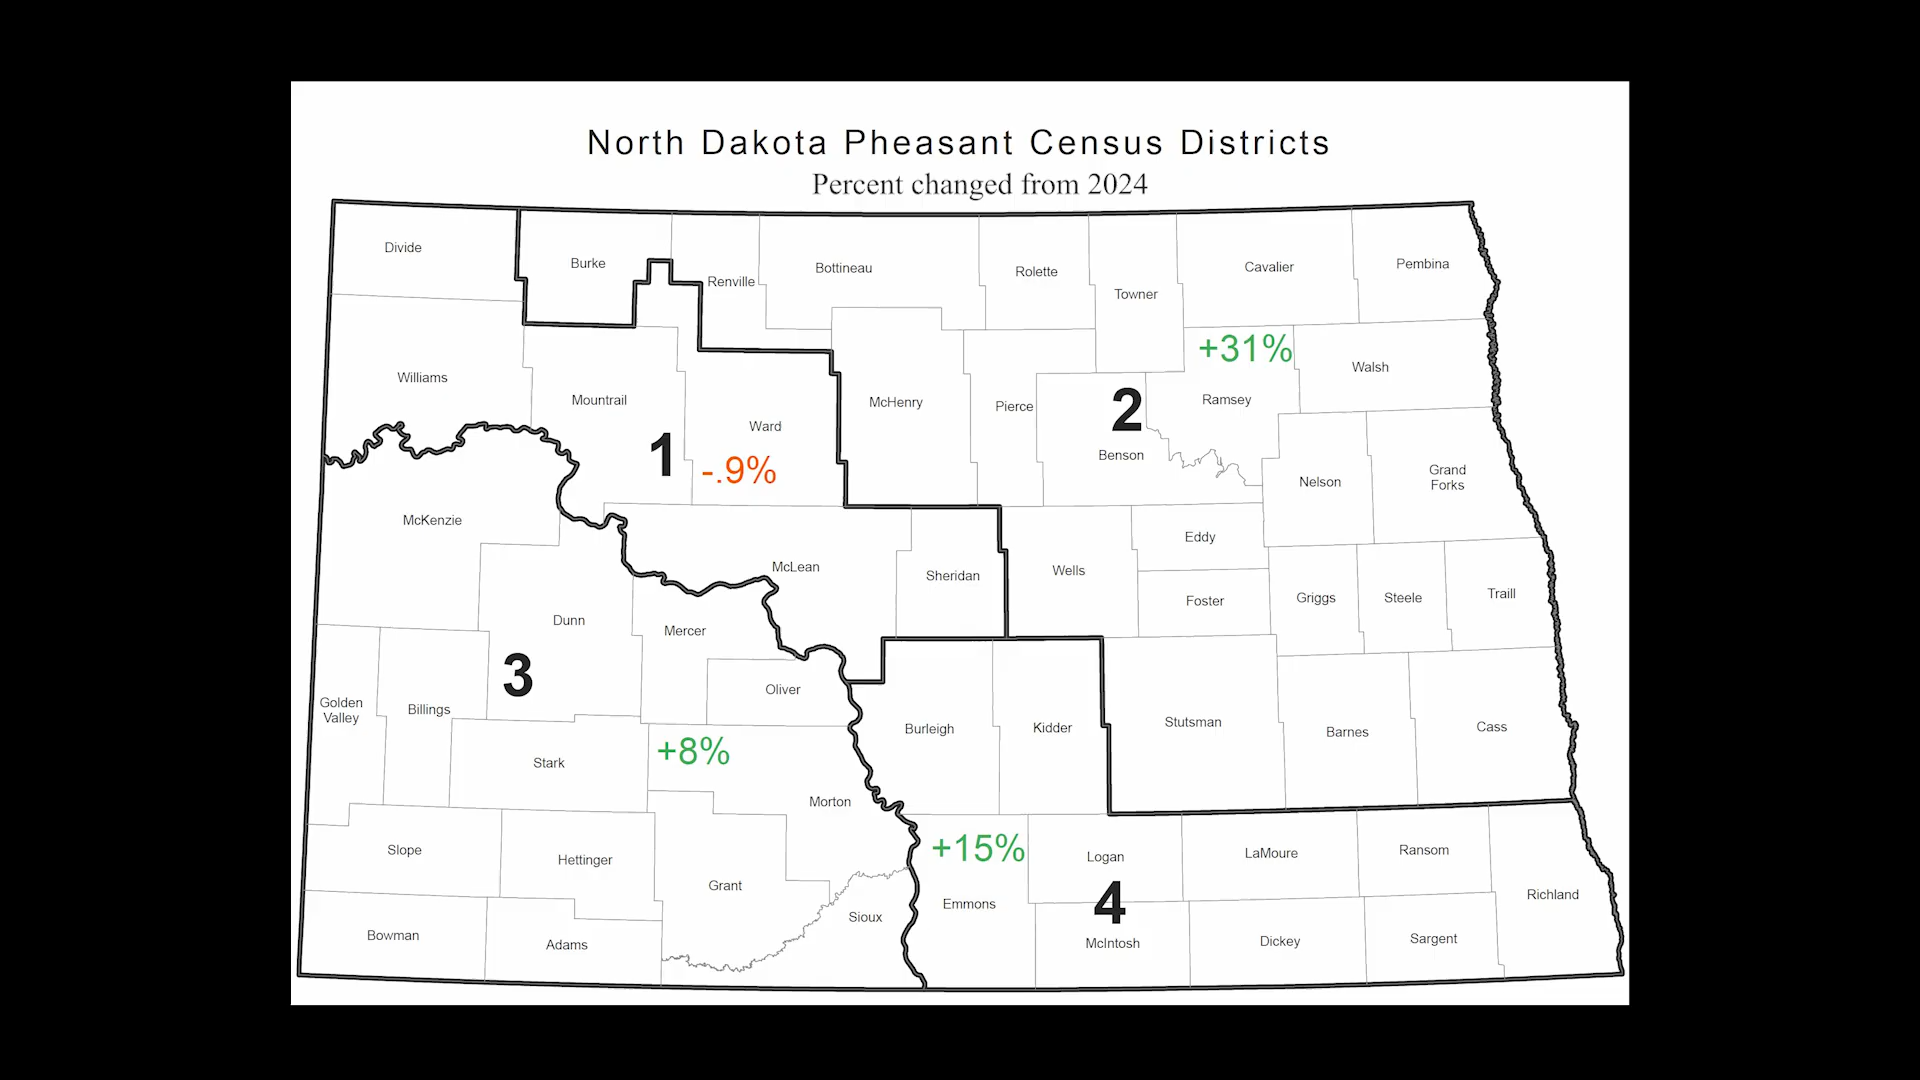 North Dakota Pheasant Census Districts
Percent changed from 2024
Divide
Burke
Renville
Bottineau
Rolette
Towner
Cavalier
Pembina
Williams
Mountrail
Ward
McHenry
Pierce
2
Benson
+31%
Ramsey
Walsh
1
-.9%
Nelson
Grand
Forks
McKenzie
McLean
Sheridan
Wells
Eddy
Foster
Griggs
Steele
Traill
Dunn
Mercer
3
Oliver
Golden
Valley
Billings
Burleigh
Kidder
Stutsman
Barnes
Cass
Stark
+8%
Morton
Slope
Hettinger
Grant
+15%
Emmons
Logan
LaMoure
Ransom
Richland
4
Bowman
Adams
Sioux
McIntosh
Dickey
Sargent